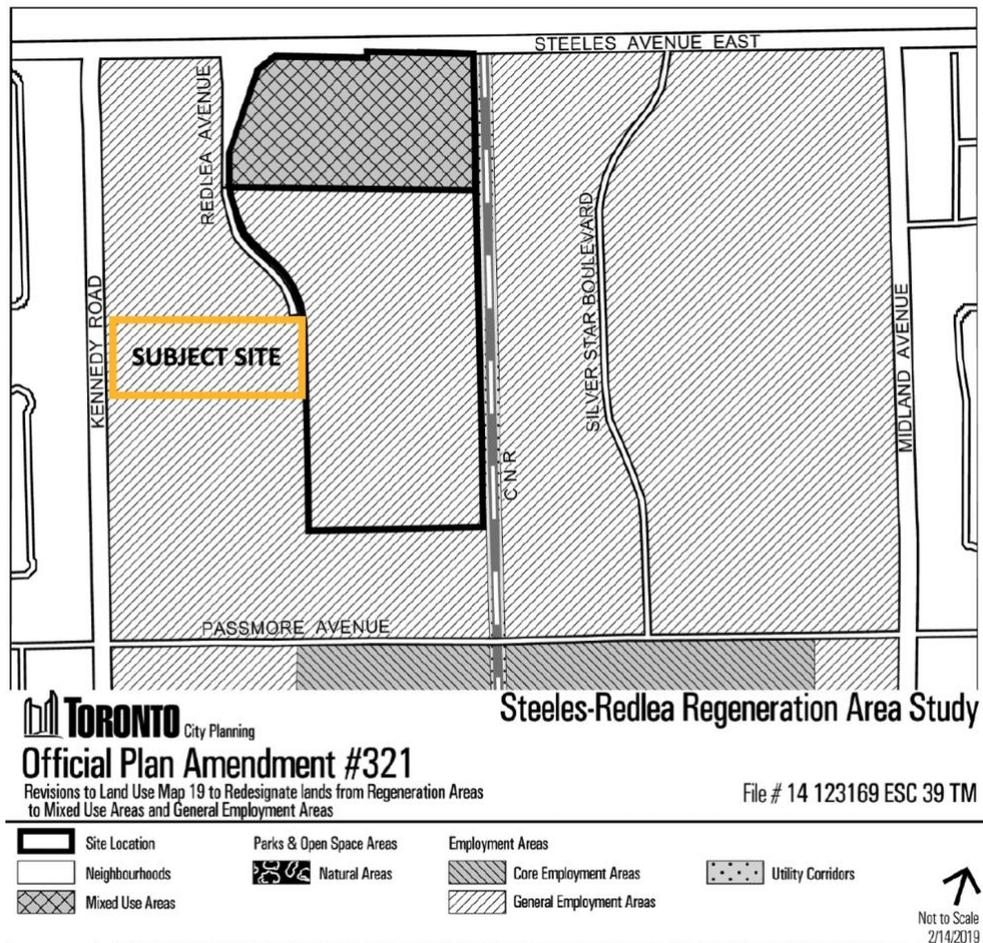 STEELES AVENUE EAST
REDLEA AVENUE
KENNEDY ROAD
SUBJECT SITE
SILVER STAR BOULEVARD
MIDLAND AVENUE
C N R
PASSMORE AVENUE
TORONTO City Planning
Steeles-Redlea Regeneration Area Study
Official Plan Amendment #321
Revisions to Land Use Map 19 to Redesignate lands from Regeneration Areas
to Mixed Use Areas and General Employment Areas
File # 14 123169 ESC 39 TM
Site Location
Neighbourhoods
Mixed Use Areas
Parks & Open Space Areas
Natural Areas
Employment Areas
Core Employment Areas
General Employment Areas
Utility Corridors
Not to Scale
2/14/2019